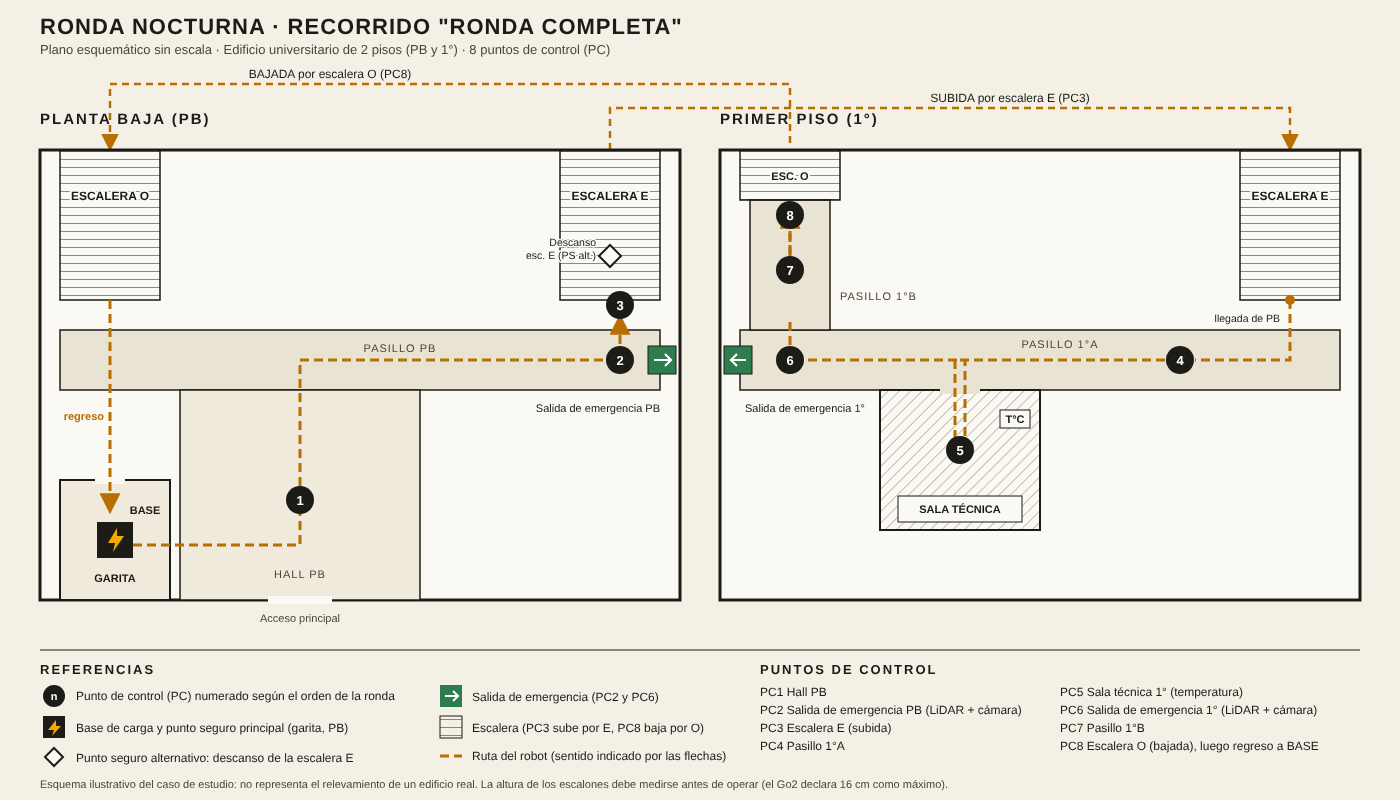 RONDA NOCTURNA · RECORRIDO "RONDA COMPLETA"
Plano esquemático sin escala · Edificio universitario de 2 pisos (PB y 1°) · 8 puntos de control (PC)
BAJADA por escalera O (PC8)
SUBIDA por escalera E (PC3)
PLANTA BAJA (PB)
ESCALERA O
ESCALERA E
Descanso
esc. E (PS alt.)
3
PASILLO PB
2
Salida de emergencia PB
regreso
1
BASE
GARITA
HALL PB
Acceso principal
PRIMER PISO (1°)
ESC. O
ESCALERA E
8
7
PASILLO 1°B
llegada de PB
PASILLO 1°A
6
4
Salida de emergencia 1°
T°C
5
SALA TÉCNICA
REFERENCIAS
n Punto de control (PC) numerado según el orden de la ronda
Base de carga y punto seguro principal (garita, PB)
Punto seguro alternativo: descanso de la escalera E
Salida de emergencia (PC2 y PC6)
Escalera (PC3 sube por E, PC8 baja por O)
Ruta del robot (sentido indicado por las flechas)
PUNTOS DE CONTROL
PC1 Hall PB
PC2 Salida de emergencia PB (LiDAR + cámara)
PC3 Escalera E (subida)
PC4 Pasillo 1°A
PC5 Sala técnica 1° (temperatura)
PC6 Salida de emergencia 1° (LiDAR + cámara)
PC7 Pasillo 1°B
PC8 Escalera O (bajada), luego regreso a BASE
Esquema ilustrativo del caso de estudio: no representa el relevamiento de un edificio real. La altura de los escalones debe medirse antes de operar (el Go2 declara 16 cm como máximo).